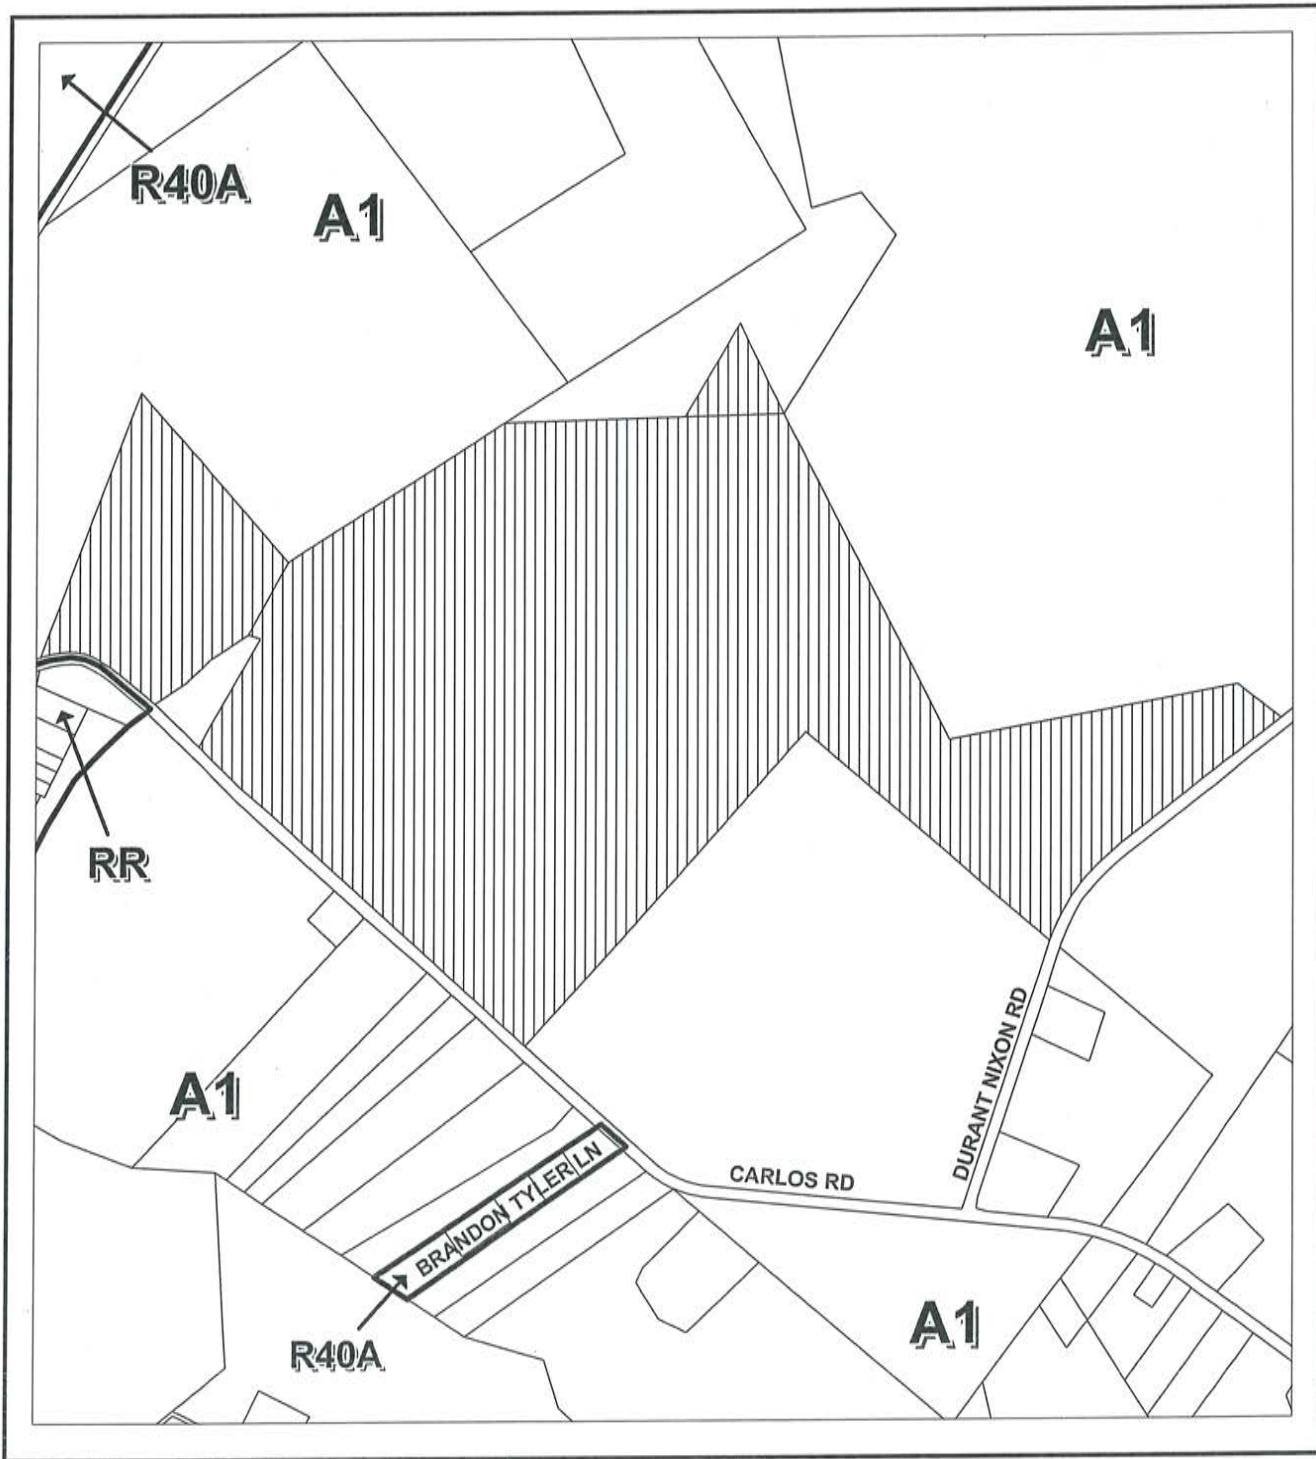 R40A
A1
A1
RR
A1
DURANT NIXON RD
CARLOS RD
BRANDON TYLER LN
A1
R40A